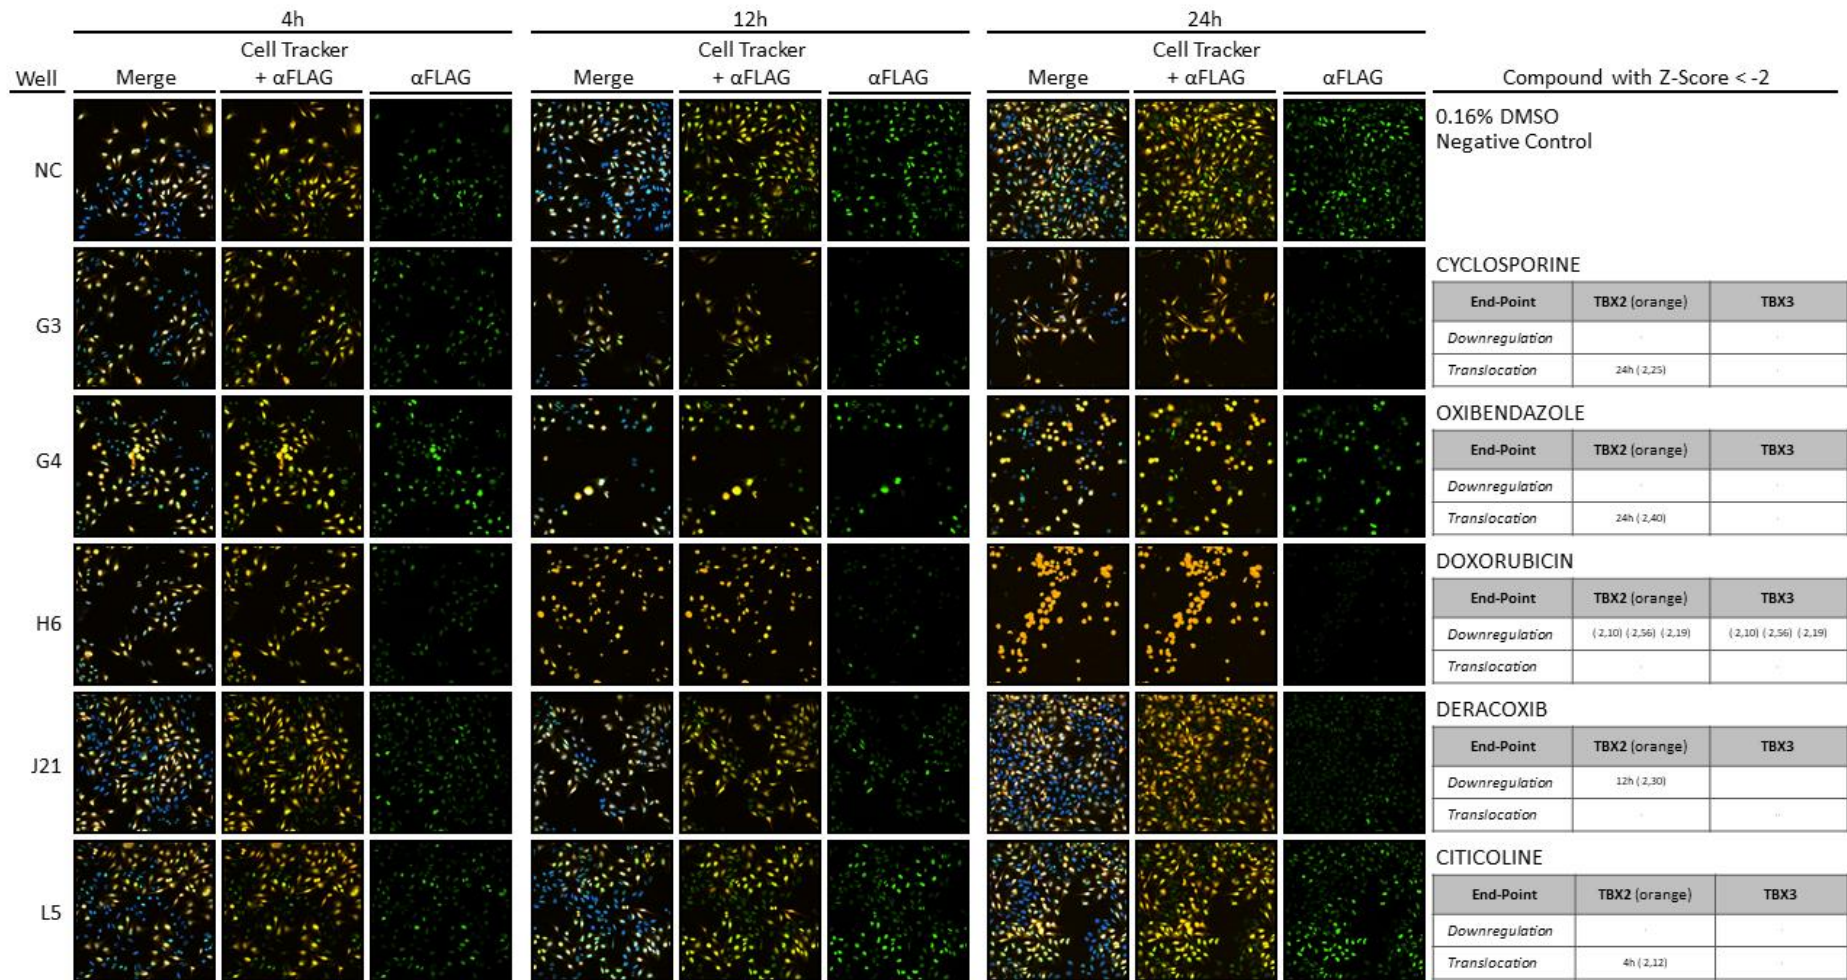 4h 12h 24h
Cell Tracker Cell Tracker Cell Tracker
Well Merge + αFLAG αFLAG Merge + αFLAG αFLAG Merge + αFLAG αFLAG Compound with Z-Score < -2
NC
0.16% DMSO
Negative Control
G3
CYCLOSPORINE
End-Point TBX2 (orange) TBX3
Downregulation - -
Translocation 24h (-2,25) -
G4
OXIBENDAZOLE
End-Point TBX2 (orange) TBX3
Downregulation - -
Translocation 24h (-2,40) -
H6
DOXORUBICIN
End-Point TBX2 (orange) TBX3
Downregulation (-2,10) (-2,56) (-2,19) (-2,10) (-2,56) (-2,19)
Translocation - -
J21
DERACOXIB
End-Point TBX2 (orange) TBX3
Downregulation 12h (-2,30)
Translocation - --
L5
CITICOLINE
End-Point TBX2 (orange) TBX3
Downregulation - -
Translocation 4h (-2,12) -